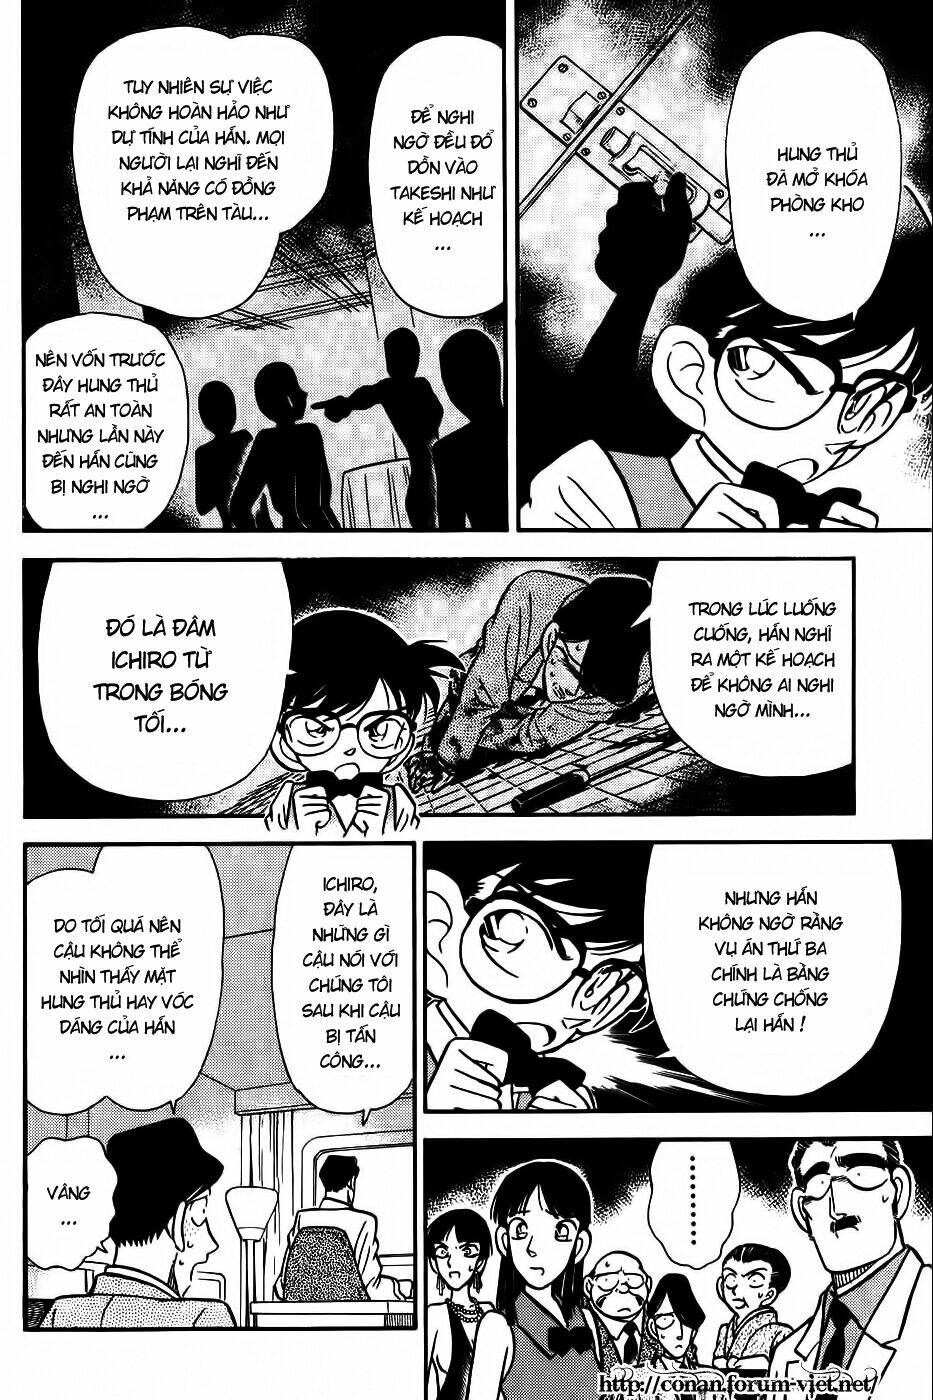 HUNG THỦ
ĐÃ MỞ KHÓA
PHÒNG KHO
...
ĐỂ NGHI
NGỜ ĐỀU ĐỔ
DỒN VÀO
TAKESHI NHƯ
KẾ HOẠCH
...
TUY NHIÊN SỰ VIỆC
KHÔNG HOÀN HẢO NHƯ
DỰ TÍNH CỦA HẮN. MỌI
NGƯỜI LẠI NGHĨ ĐẾN
KHẢ NĂNG CÓ ĐỒNG
PHẠM TRÊN TÀU...
NÊN VỐN TRƯỚC
ĐÂY HUNG THỦ
RẤT AN TOÀN
NHƯNG LẦN NÀY
ĐẾN HẮN CŨNG
BỊ NGHI NGỜ
...
TRONG LÚC LUỐNG
CUỐNG, HẮN NGHĨ
RA MỘT KẾ HOẠCH
ĐỂ KHÔNG AI NGHI
NGỜ MÌNH...
ĐÓ LÀ ĐÂM
ICHIRO TỪ
TRONG BÓNG
TỐI...
NHƯNG HẮN
KHÔNG NGỜ RẰNG
VỤ ÁN THỨ BA
CHÍNH LÀ BẰNG
CHỨNG CHỐNG
LẠI HẮN !
ICHIRO,
ĐÂY LÀ
NHỮNG GÌ
CẬU NÓI VỚI
CHÚNG TÔI
SAU KHI CẬU
BỊ TẤN
CÔNG...
DO TỐI QUÁ NÊN
CẬU KHÔNG THỂ
NHÌN THẤY MẶT
HUNG THỦ HAY VÓC
DÁNG CỦA HẮN
...
VÂNG
...
........
http://conan.forum-viet.net/